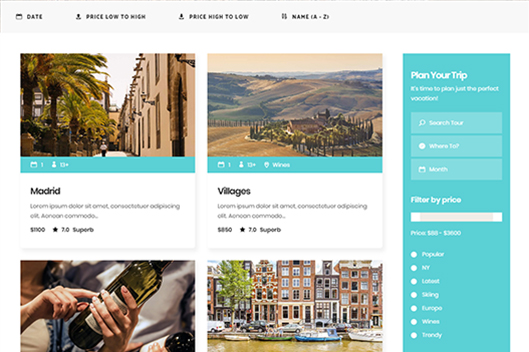 DATE
PRICE LOW TO HIGH
PRICE HIGH TO LOW
NAME (A - Z)
1
12+
1
12+
Wines
Madrid
Lorem ipsum dolor sit amet, consectetuer adipiscing
elit. Aenean commodo...
$1100
7.0 Superb
Villages
Lorem ipsum dolor sit amet, consectetuer adipiscing
elit. Aenean commodo...
$850
7.0 Superb
Plan Your Trip
It's time to plan just the perfect
vacation!
Search Tour
Where To?
Month
Filter by price
Price: $89 - $3600
Popular
NY
Latest
Skiing
Europe
Wines
Trendy